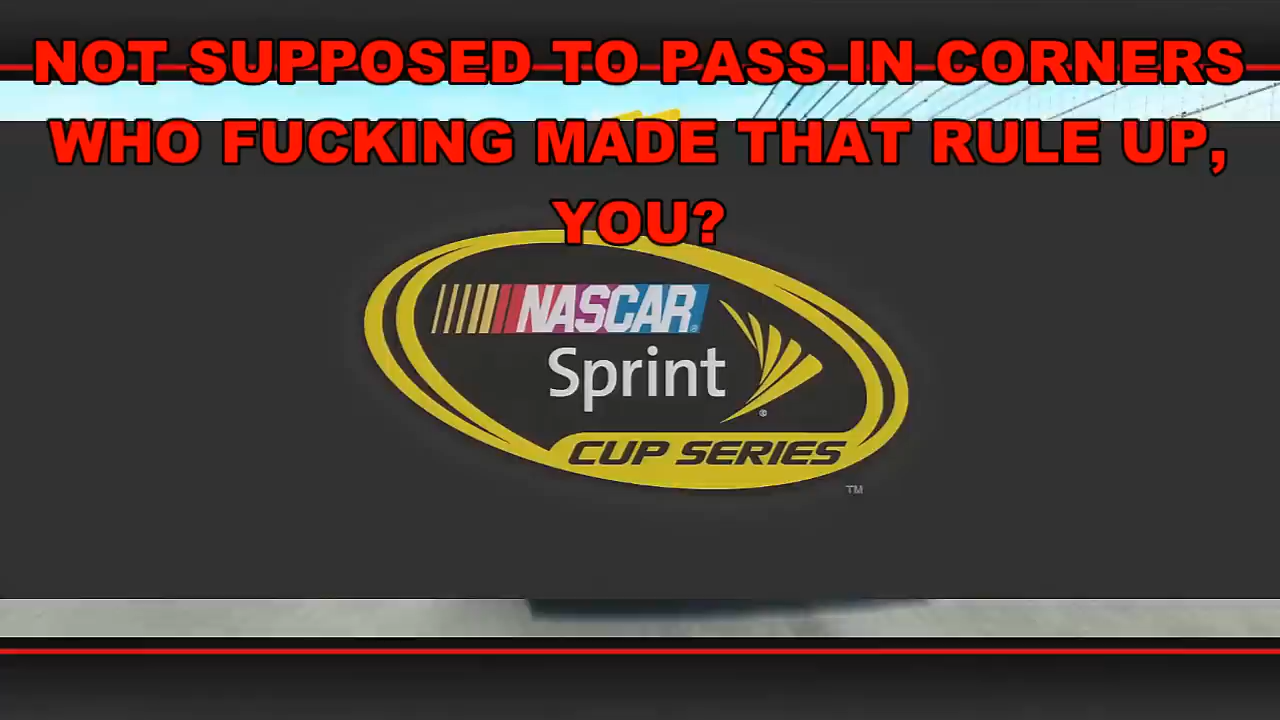 NOT SUPPOSED TO PASS IN CORNERS
WHO FUCKING MADE THAT RULE UP,
YOU?
NASCAR®
Sprint
®
CUP SERIES
TM